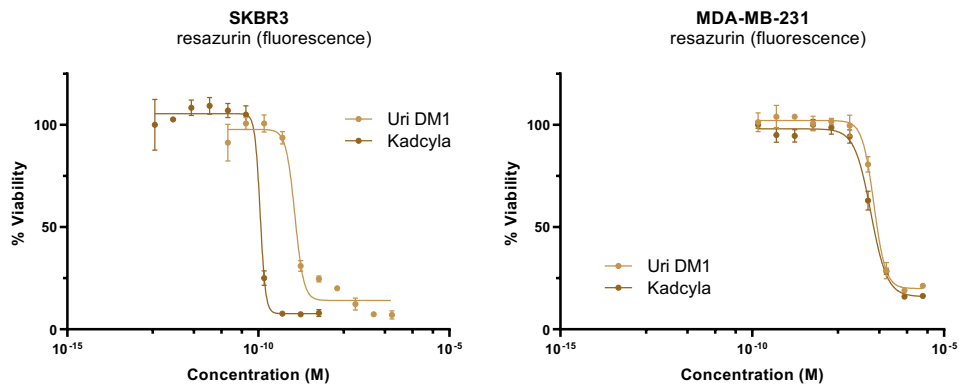 SKBR3
resazurin (fluorescence)
% Viability
100
50
0
Uri DM1
Kadcyla
10-15
10-10
10-5
Concentration (M)
MDA-MB-231
resazurin (fluorescence)
% Viability
100
50
0
Uri DM1
Kadcyla
10-15
10-10
10-5
Concentration (M)